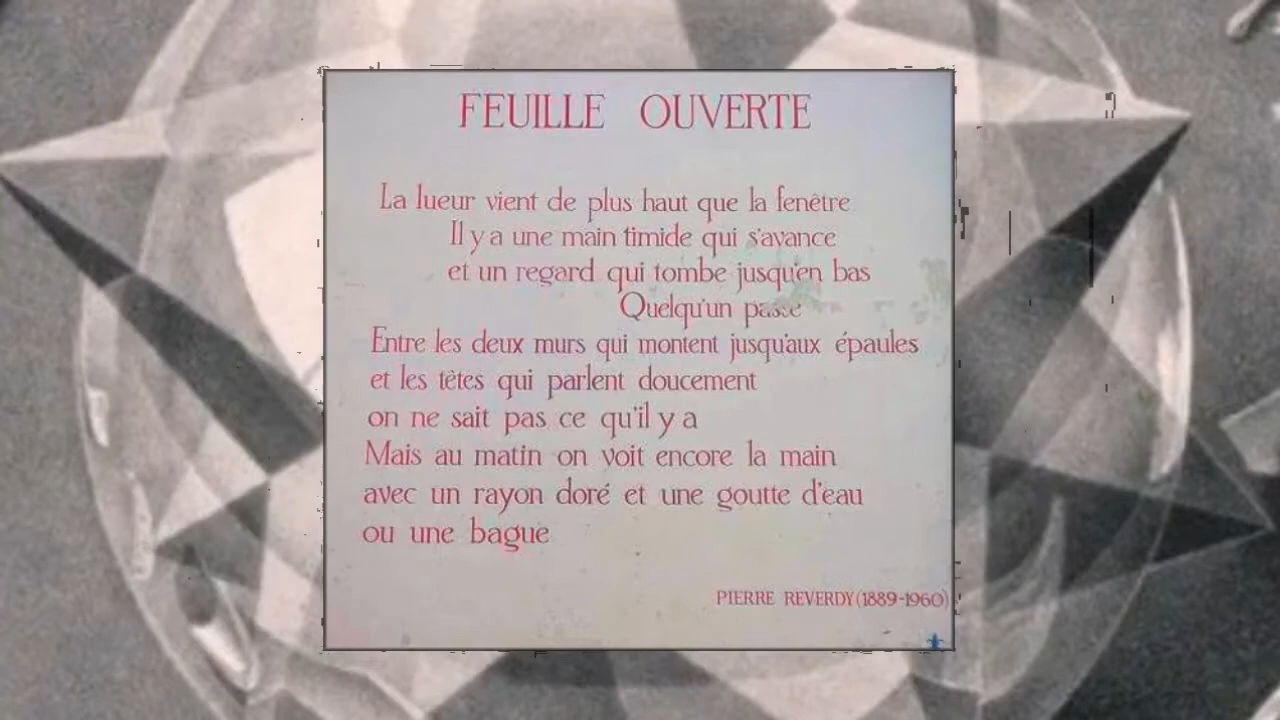 FEUILLE OUVERTE
La lueur vient de plus haut que la fenêtre
Il y a une main timide qui s'avance
et un regard qui tombe jusqu'en bas
Quelqu'un passe
Entre les deux murs qui montent jusqu'aux épaules
et les têtes qui parlent doucement
on ne sait pas ce qu'il y a
Mais au matin on voit encore la main
avec un rayon doré et une goutte d'eau
ou une bague
PIERRE REVERDY (1889-1960)